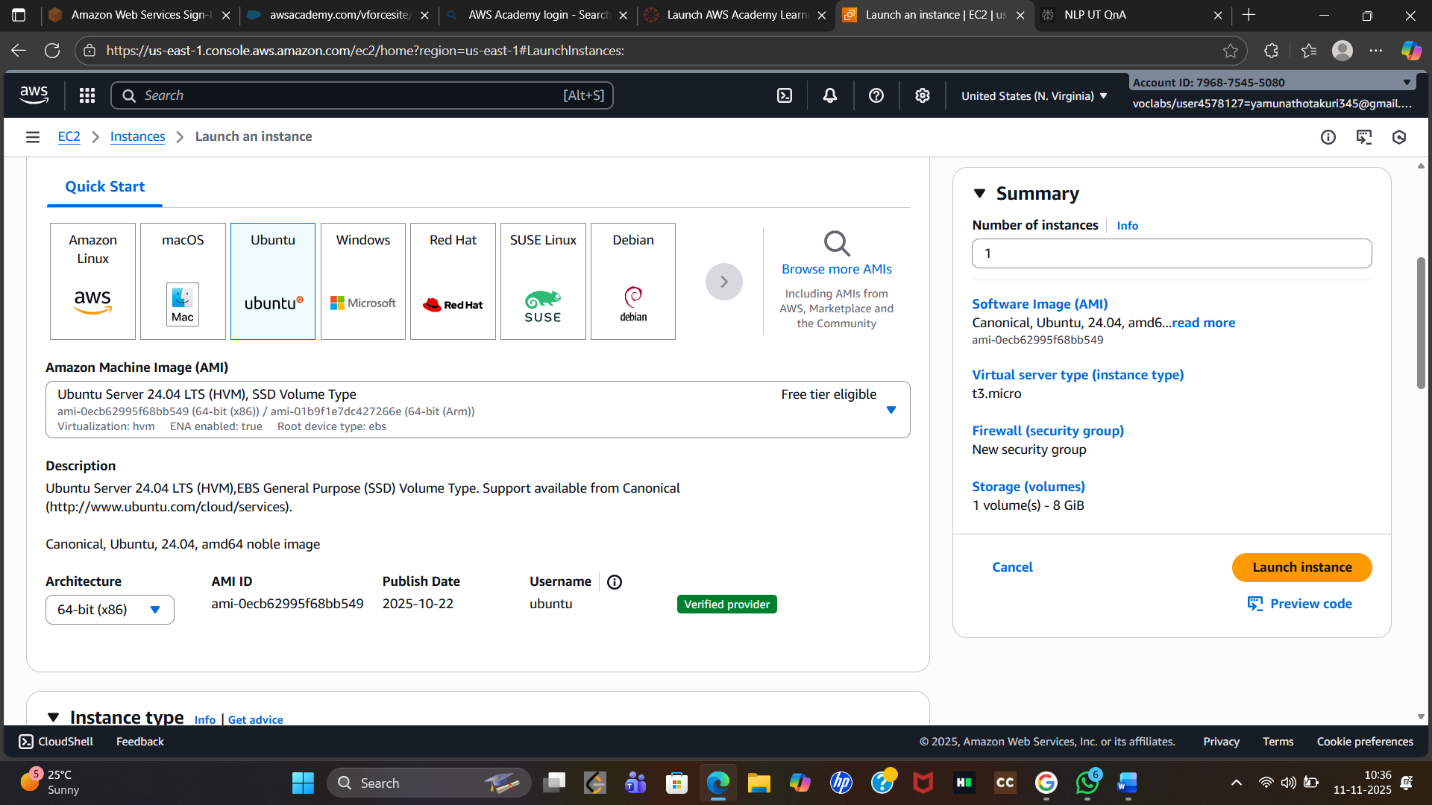 Amazon Web Services Sign-I
awsacademy.com/vforcesite/
AWS Academy login - Search
Launch AWS Academy Learn
Launch an instance | EC2 | us
NLP UT QnA
https://us-east-1.console.aws.amazon.com/ec2/home?region=us-east-1#LaunchInstances:
aws
Search
[Alt+S]
United States (N. Virginia)
Account ID: 7968-7545-5080
voclabs/user4578127=yamunathotakuri345@gmail....
EC2
Instances
Launch an instance
Quick Start
Amazon Linux
aws
macOS
Mac
Ubuntu
ubuntu
Windows
Microsoft
Red Hat
Red Hat
SUSE Linux
SUSE
Debian
debian
Browse more AMIs
Including AMIs from
AWS, Marketplace and
the Community
Amazon Machine Image (AMI)
Ubuntu Server 24.04 LTS (HVM), SSD Volume Type
Free tier eligible
ami-0ecb62995f68bb549 (64-bit (x86)) / ami-01b9f1e7dc427266e (64-bit (Arm))
Virtualization: hvm ENA enabled: true Root device type: ebs
Description
Ubuntu Server 24.04 LTS (HVM),EBS General Purpose (SSD) Volume Type. Support available from Canonical
(http://www.ubuntu.com/cloud/services).
Canonical, Ubuntu, 24.04, amd64 noble image
Architecture
AMI ID
Publish Date
Username
64-bit (x86)
ami-0ecb62995f68bb549
2025-10-22
ubuntu
Verified provider
Instance type
Info | Get advice
Summary
Number of instances
Info
1
Software Image (AMI)
Canonical, Ubuntu, 24.04, amd6...read more
ami-0ecb62995f68bb549
Virtual server type (instance type)
t3.micro
Firewall (security group)
New security group
Storage (volumes)
1 volume(s) - 8 GiB
Cancel
Launch instance
Preview code
CloudShell
Feedback
© 2025, Amazon Web Services, Inc. or its affiliates.
Privacy
Terms
Cookie preferences
5
25°C
Sunny
Search
hp
CC
6
10:36
11-11-2025